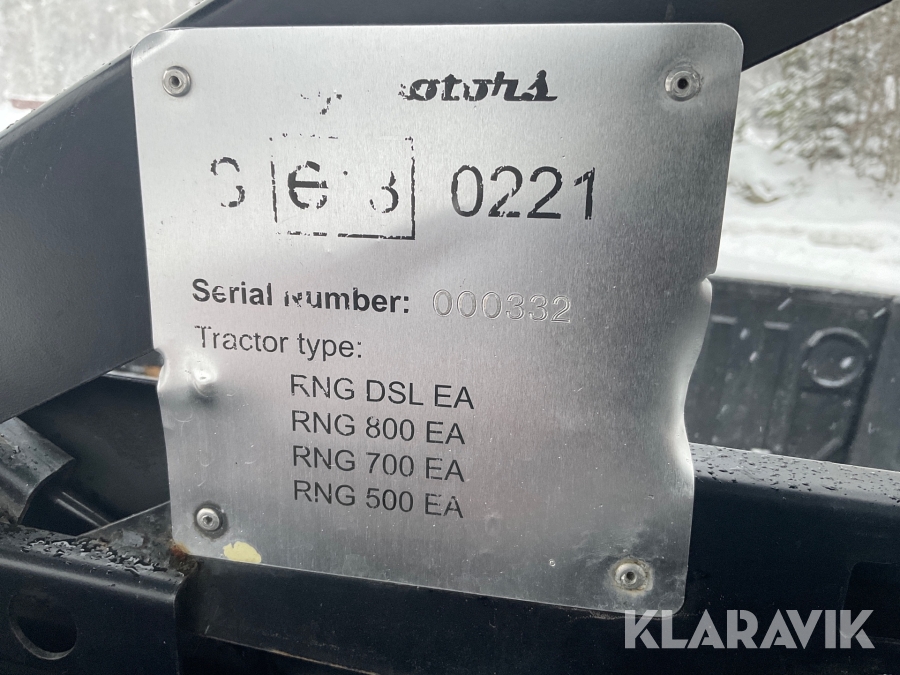 0221
Serial Number: 000332
Tractor type:
RNG DSL EA
RNG 800 EA
RNG 700 EA
RNG 500 EA
KLARAVIK